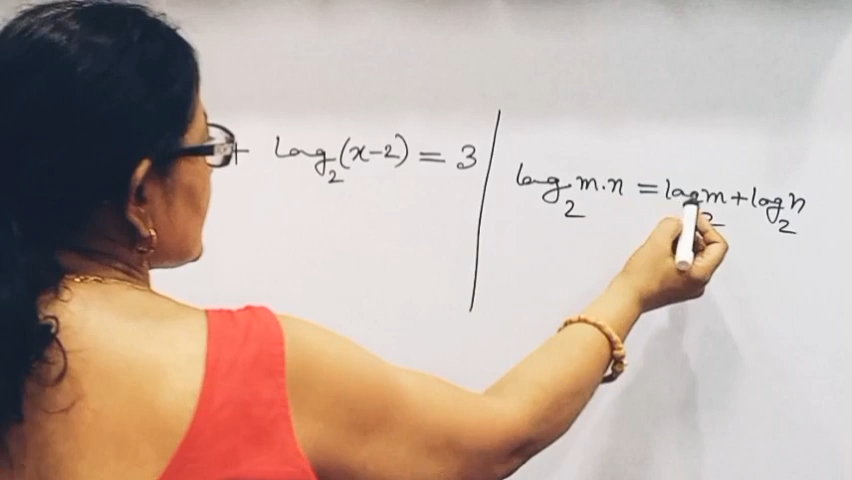 + log₂(x-2) = 3
log₂ m.n = log₂ m + log₂ n